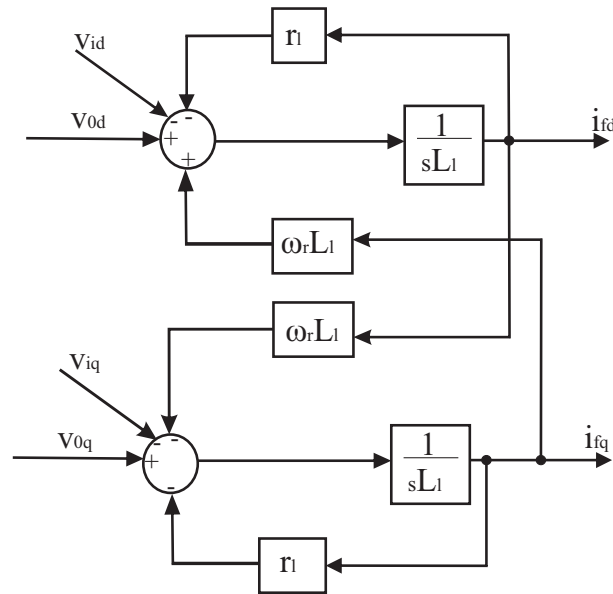 rl
vid
v0d
- -
+
+
1
sLl
ifd
ωrLl
ωrLl
viq
v0q
- -
+
-
1
sLl
ifq
rl